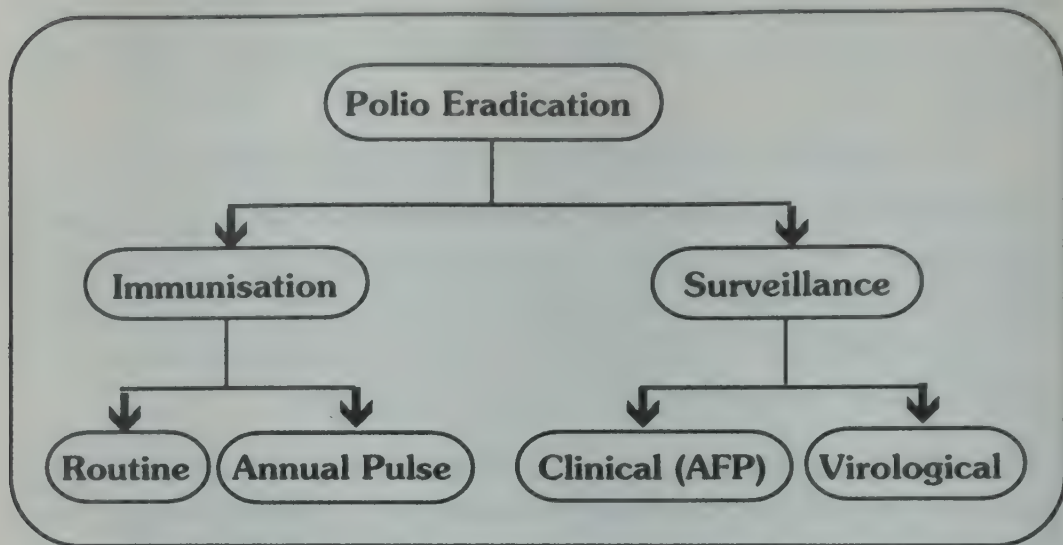 Polio Eradication
Immunisation
Surveillance
Routine
Annual Pulse
Clinical (AFP)
Virological